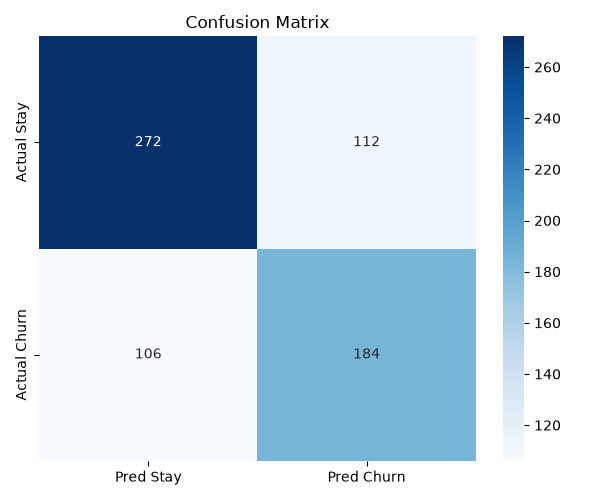 Confusion Matrix
Actual Stay
272
112
Actual Churn
106
184
Pred Stay
Pred Churn
260
240
220
200
180
160
140
120